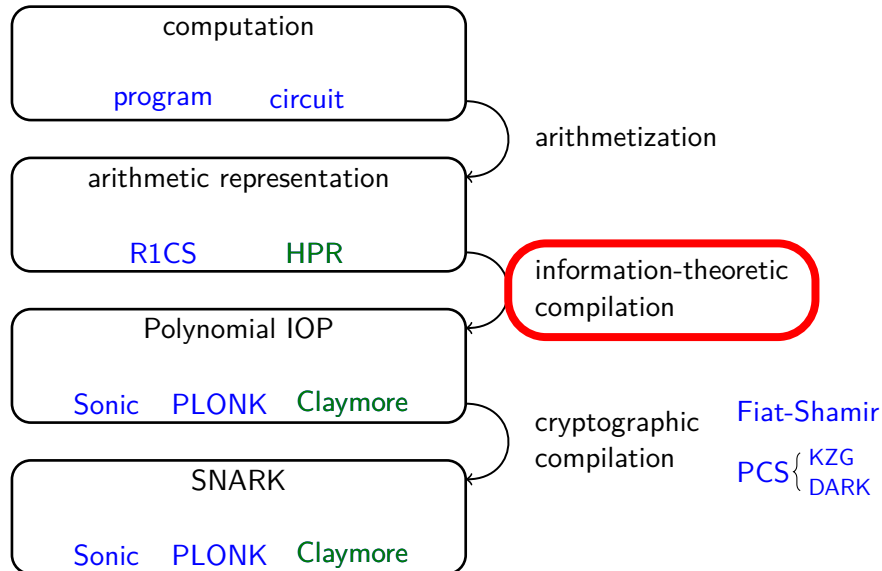 computation
program circuit
arithmetization
arithmetic representation
R1CS HPR
information-theoretic
compilation
Polynomial IOP
Sonic PLONK Claymore
cryptographic
compilation
Fiat-Shamir
PCS { KZG
DARK
SNARK
Sonic PLONK Claymore